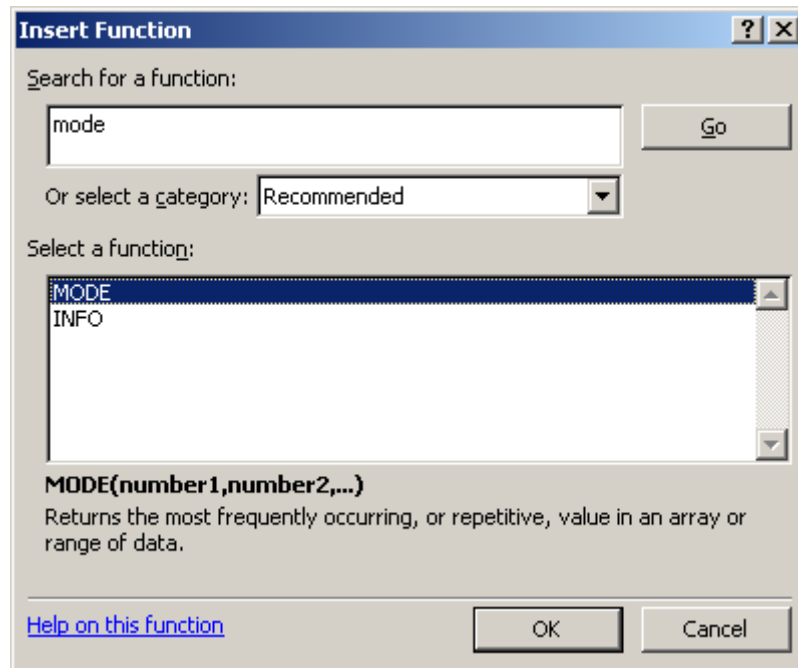 Insert Function
Search for a function:
mode
Go
Or select a category: Recommended
Select a function:
MODE
INFO
MODE(number1,number2,...)
Returns the most frequently occurring, or repetitive, value in an array or
range of data.
Help on this function
OK
Cancel